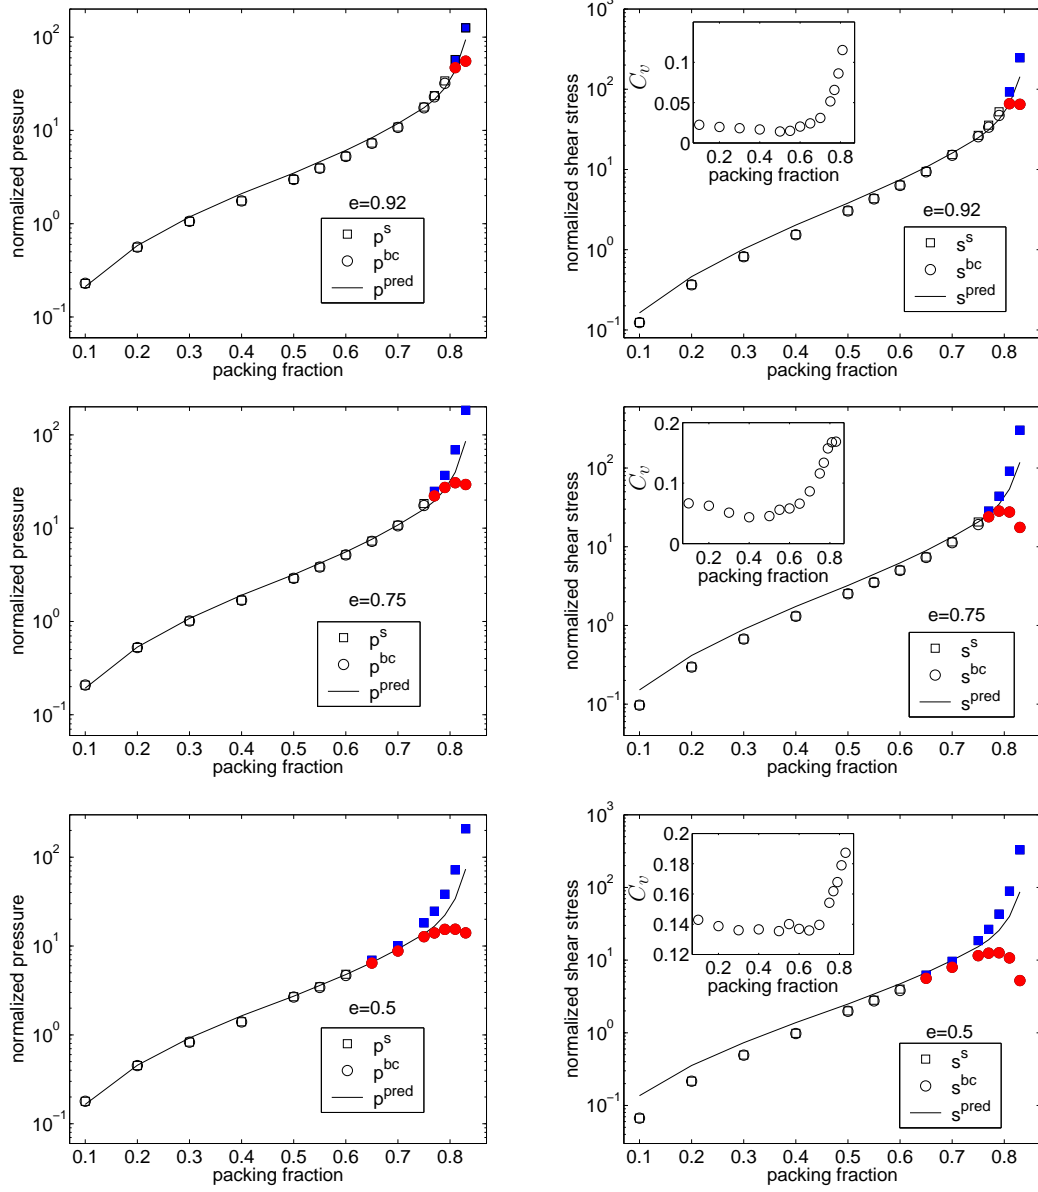 normalized pressure
10^2
10^1
10^0
10^-1
0.1 0.2 0.3 0.4 0.5 0.6 0.7 0.8
packing fraction
e=0.92
p^s
p^bc
p^pred
normalized shear stress
10^3
10^2
10^1
10^0
10^-1
0.1 0.2 0.3 0.4 0.5 0.6 0.7 0.8
packing fraction
e=0.92
s^s
s^bc
s^pred
C_v
0.1
0.05
0
0.2 0.4 0.6 0.8
packing fraction
normalized pressure
10^2
10^1
10^0
10^-1
0.1 0.2 0.3 0.4 0.5 0.6 0.7 0.8
packing fraction
e=0.75
p^s
p^bc
p^pred
normalized shear stress
10^2
10^1
10^0
10^-1
0.1 0.2 0.3 0.4 0.5 0.6 0.7 0.8
packing fraction
e=0.75
s^s
s^bc
s^pred
C_v
0.2
0.1
0
0.2 0.4 0.6 0.8
packing fraction
normalized pressure
10^2
10^1
10^0
10^-1
0.1 0.2 0.3 0.4 0.5 0.6 0.7 0.8
packing fraction
e=0.5
p^s
p^bc
p^pred
normalized shear stress
10^3
10^2
10^1
10^0
10^-1
0.1 0.2 0.3 0.4 0.5 0.6 0.7 0.8
packing fraction
e=0.5
s^s
s^bc
s^pred
C_v
0.2
0.18
0.16
0.14
0.12
0.2 0.4 0.6 0.8
packing fraction